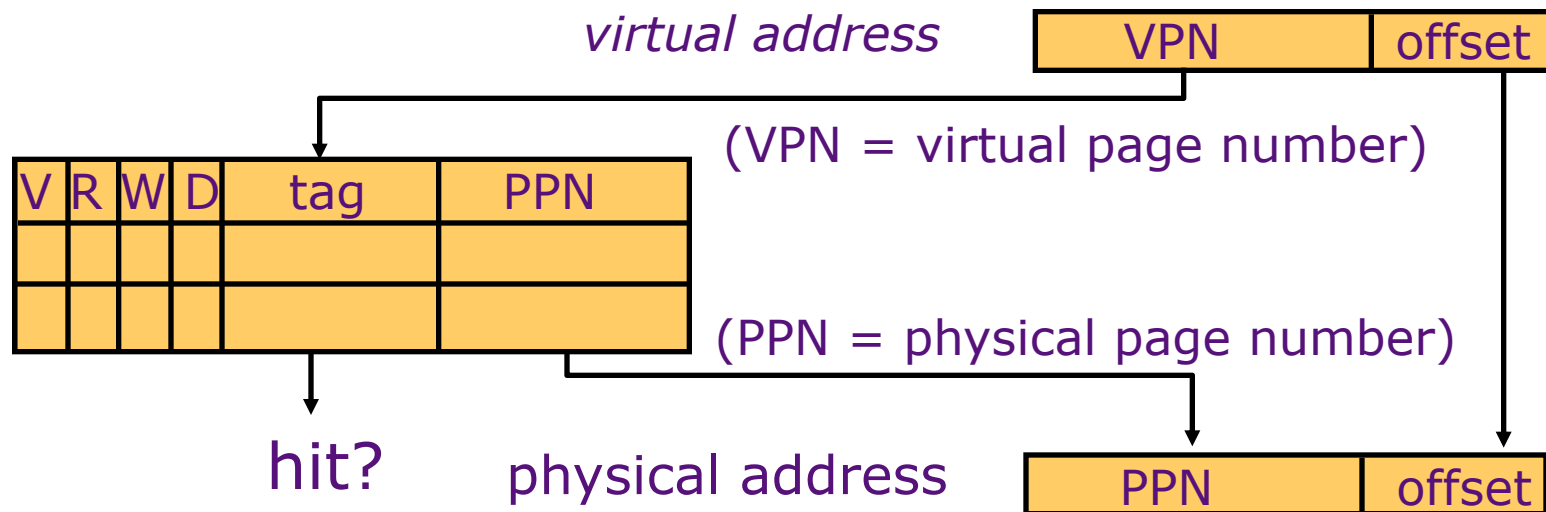 virtual address VPN offset
(VPN = virtual page number)
V R W D tag PPN
(PPN = physical page number)
hit? physical address PPN offset